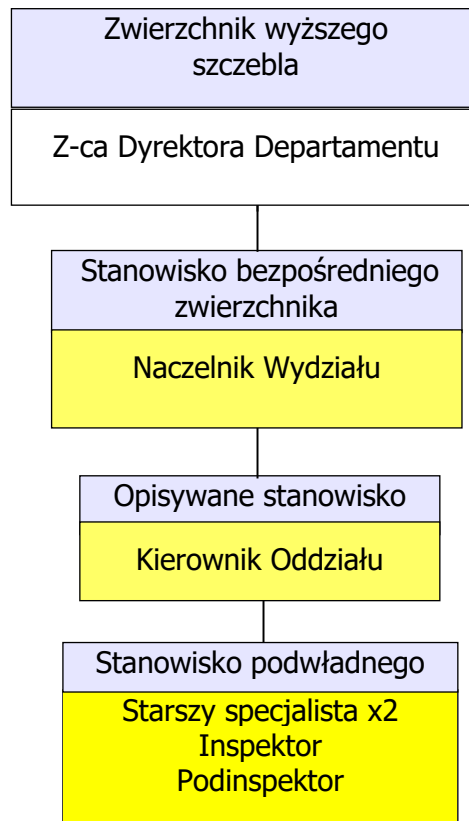 Zwierzchnik wyższego
szczebla
Z-ca Dyrektora Departamentu
Stanowisko bezpośredniego
zwierzchnika
Naczelnik Wydziału
Opisywane stanowisko
Kierownik Oddziału
Stanowisko podwładnego
Starszy specjalista x2
Inspektor
Podinspektor